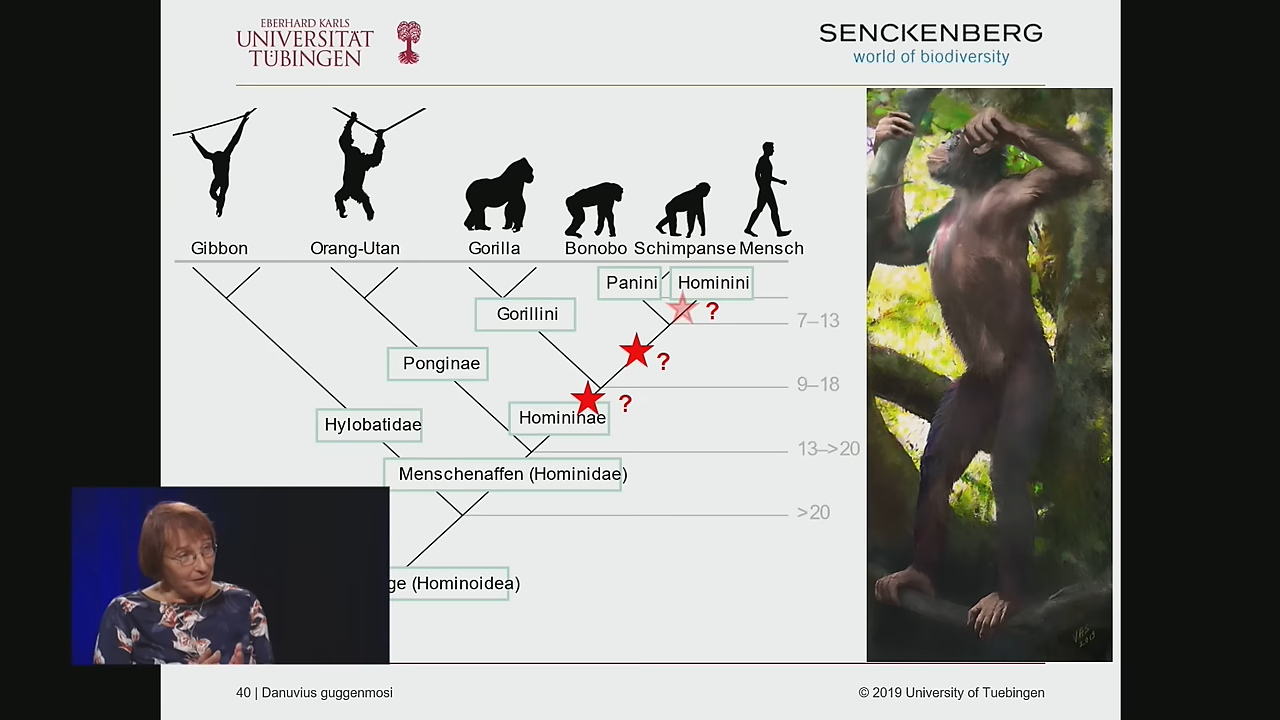 EBERHARD KARLS
UNIVERSITÄT
TÜBINGEN
SENCKENBERG
world of biodiversity
Gibbon
Orang-Utan
Gorilla
Bonobo
Schimpanse
Mensch
Panini
Hominini
Gorillini
?
7–13
Ponginae
?
9–18
?
Hylobatidae
Homininae
13–>20
Menschenaffen (Hominidae)
>20
ge (Hominoidea)
40 | Danuvius guggenmosi
© 2019 University of Tuebingen